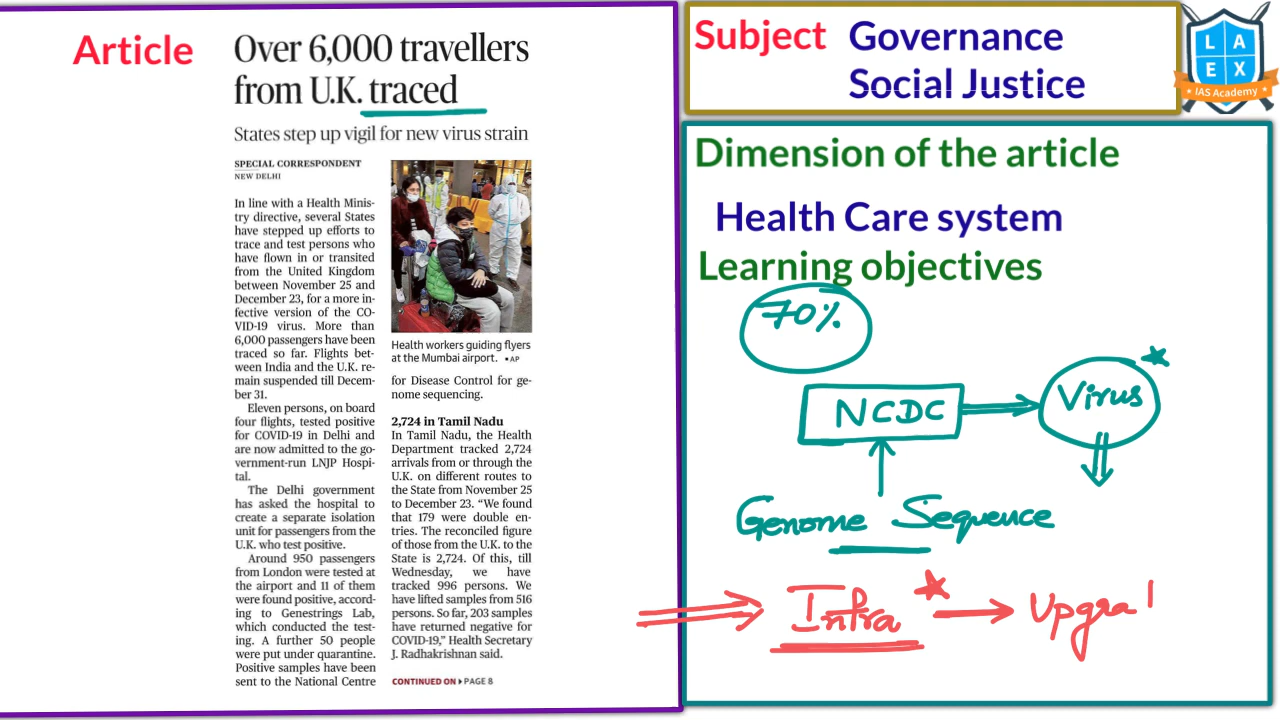 Article
Over 6,000 travellers
from U.K. traced
States step up vigil for new virus strain
SPECIAL CORRESPONDENT
NEW DELHI
In line with a Health Minis-
try directive, several States
have stepped up efforts to
trace and test persons who
have flown in or transited
from the United Kingdom
between November 25 and
December 23, for a more in-
fective version of the CO-
VID-19 virus. More than
6,000 passengers have been
traced so far. Flights bet-
ween India and the U.K. re-
main suspended till Decem-
ber 31.
Eleven persons, on board
four flights, tested positive
for COVID-19 in Delhi and
are now admitted to the go-
vernment-run LNJP Hospi-
tal.
The Delhi government
has asked the hospital to
create a separate isolation
unit for passengers from the
U.K. who test positive.
Around 950 passengers
from London were tested at
the airport and 11 of them
were found positive, accord-
ing to Genestrings Lab,
which conducted the test-
ing. A further 50 people
were put under quarantine.
Positive samples have been
sent to the National Centre
Health workers guiding flyers
at the Mumbai airport. • AP
for Disease Control for ge-
nome sequencing.
2,724 in Tamil Nadu
In Tamil Nadu, the Health
Department tracked 2,724
arrivals from or through the
U.K. on different routes to
the State from November 25
to December 23. “We found
that 179 were double en-
tries. The reconciled figure
of those from the U.K. to the
State is 2,724. Of this, till
Wednesday, we have
tracked 996 persons. We
have lifted samples from 516
persons. So far, 203 samples
have returned negative for
COVID-19,” Health Secretary
J. Radhakrishnan said.
CONTINUED ON PAGE 8
Subject Governance
Social Justice
L A
E X
IAS Academy
Dimension of the article
Health Care system
Learning objectives
70%
NCDC
Virus
Genome Sequence
Infra
Upgra